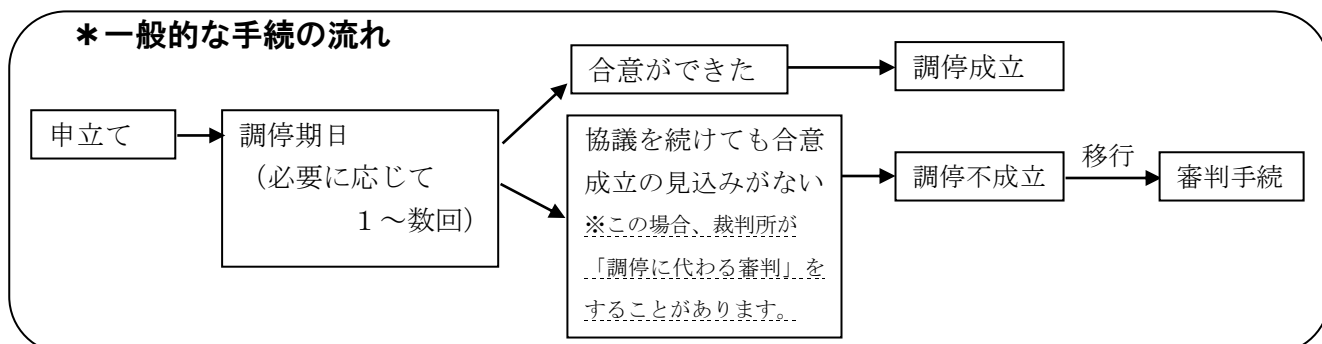 ＊一般的な手続の流れ
申立て
調停期日
（必要に応じて
１～数回）
合意ができた
調停成立
協議を続けても合意
成立の見込みがない
※この場合、裁判所が
「調停に代わる審判」を
することがあります。
調停不成立
移行
審判手続